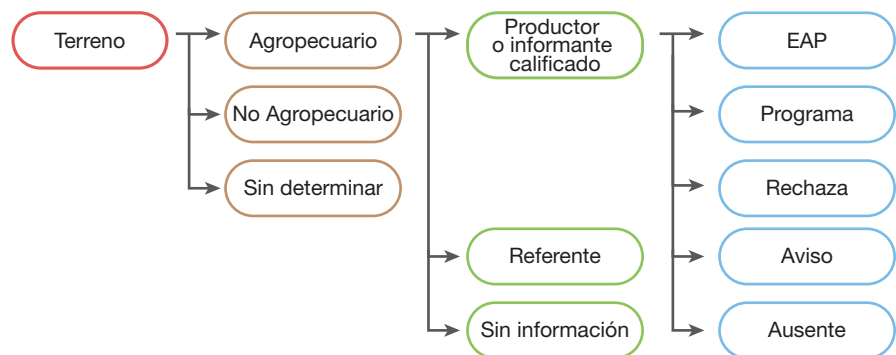 Terreno
Agropecuario
No Agropecuario
Sin determinar
Productor
o informante
calificado
Referente
Sin información
EAP
Programa
Rechaza
Aviso
Ausente